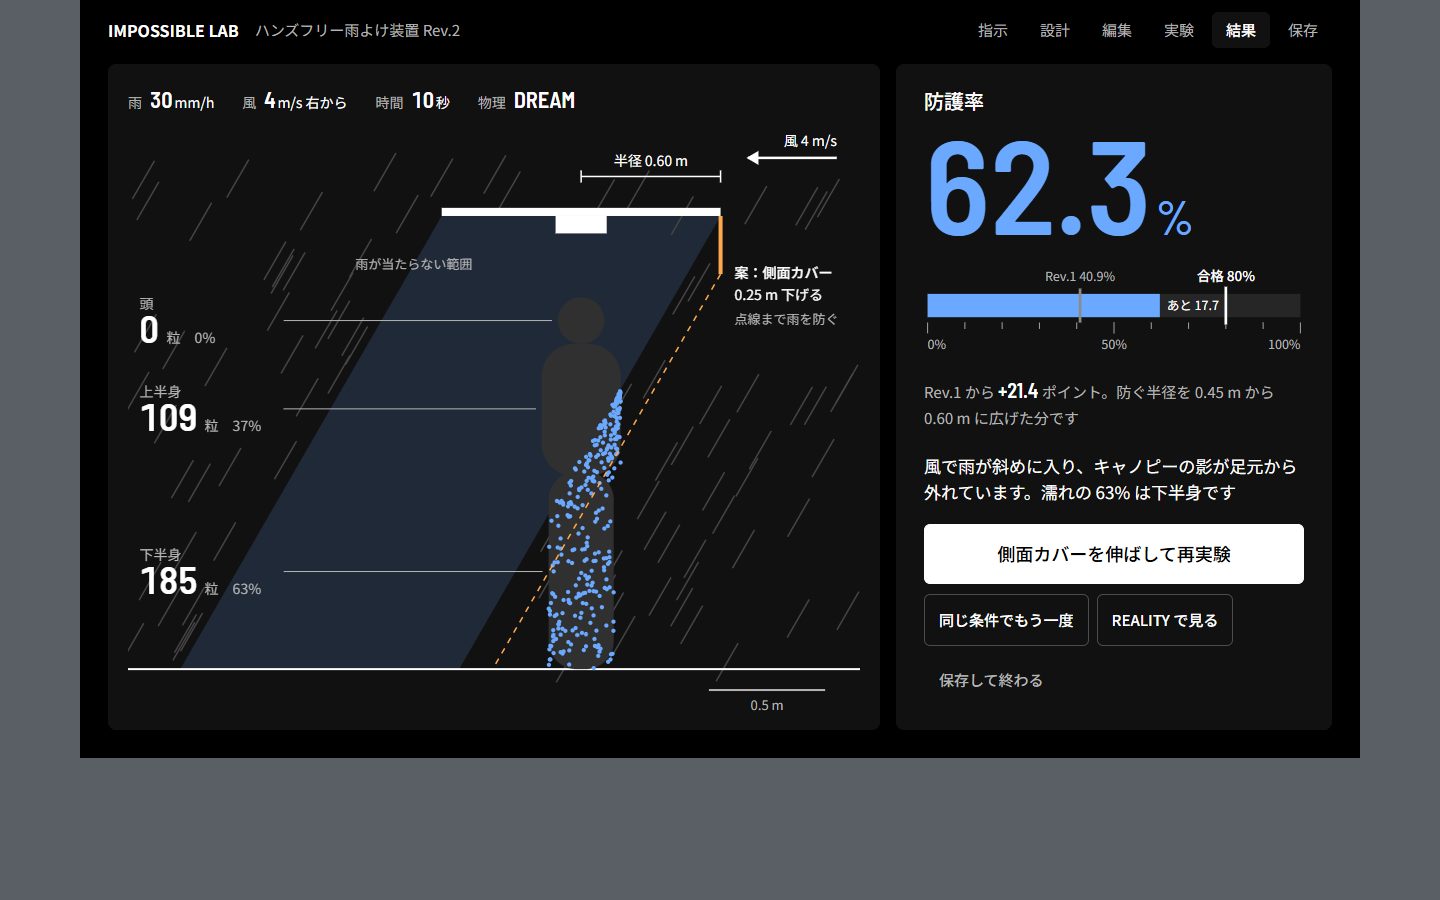 IMPOSSIBLE LAB ハンズフリー雨よけ装置 Rev.2
指示 設計 編集 実験 結果 保存
雨 30 mm/h 風 4 m/s 右から 時間 10 秒 物理 DREAM
風 4 m/s
半径 0.60 m
雨が当たらない範囲
案：側面カバー
0.25 m 下げる
点線まで雨を防ぐ
頭
0 粒 0%
上半身
109 粒 37%
下半身
185 粒 63%
0.5 m
防護率
62.3 %
Rev.1 40.9% 合格 80%
あと 17.7
0% 50% 100%
Rev.1 から +21.4 ポイント。防ぐ半径を 0.45 m から
0.60 m に広げた分です
風で雨が斜めに入り、キャノピーの影が足元から
外れています。濡れの 63% は下半身です
側面カバーを伸ばして再実験
同じ条件でもう一度 REALITY で見る
保存して終わる